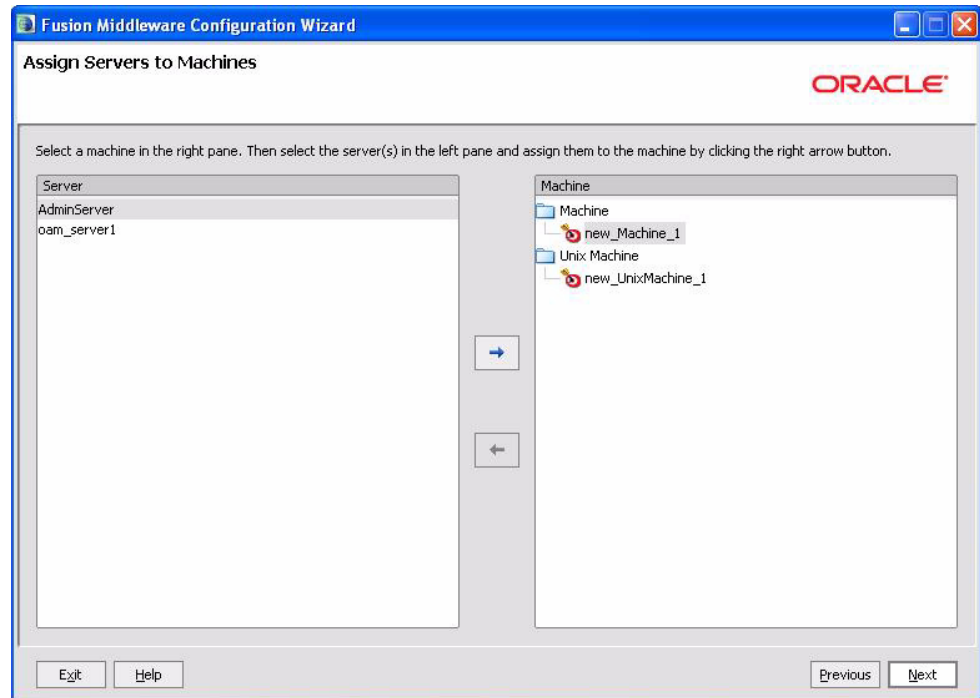 Fusion Middleware Configuration Wizard
Assign Servers to Machines
ORACLE
Select a machine in the right pane. Then select the server(s) in the left pane and assign them to the machine by clicking the right arrow button.
Server
AdminServer
oam_server1
Machine
Machine
new_Machine_1
Unix Machine
new_UnixMachine_1
Exit
Help
Previous
Next